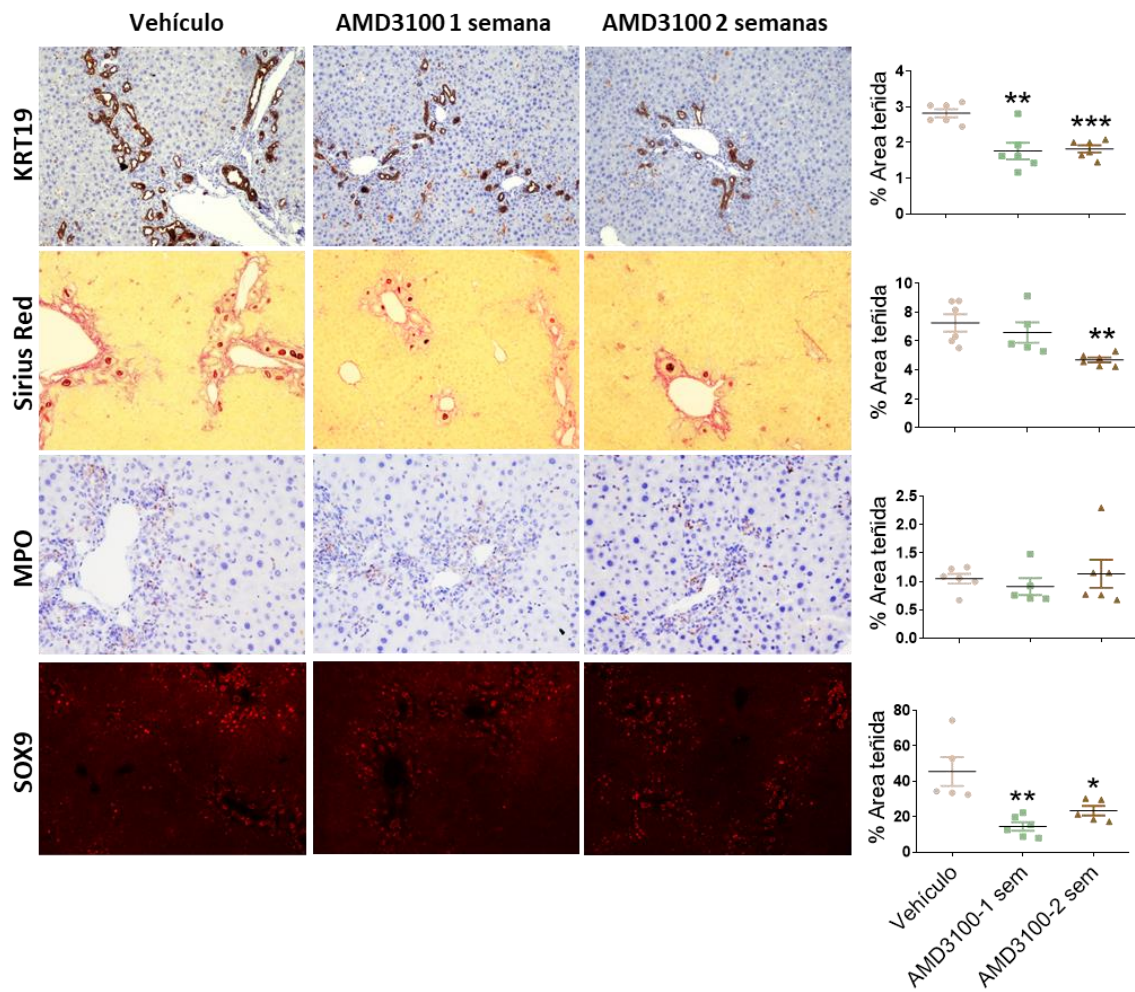 Vehículo
AMD3100 1 semana
AMD3100 2 semanas
KRT19
% Area teñida
4
3
2
1
0
**
***
Sirius Red
% Area teñida
10
8
6
4
2
0
**
MPO
% Area teñida
2.5
2.0
1.5
1.0
0.5
0.0
SOX9
% Area teñida
80
60
40
20
0
**
*
Vehículo
AMD3100-1 sem
AMD3100-2 sem